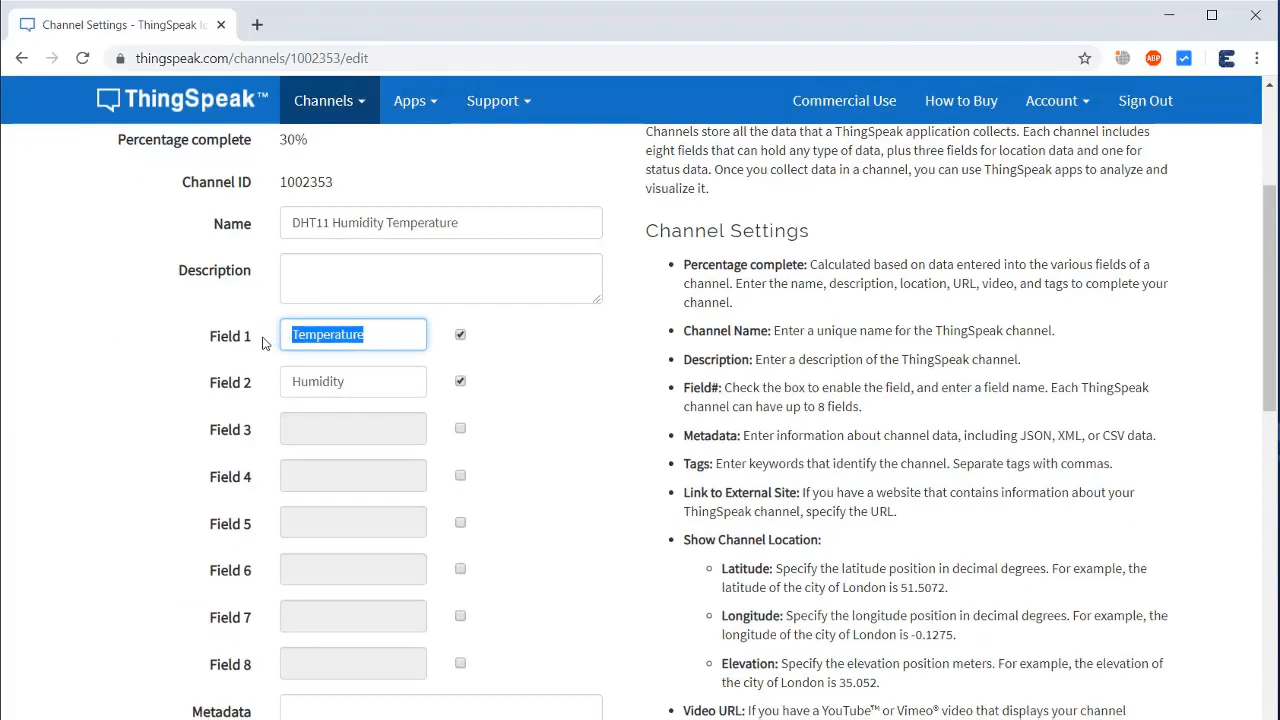 Channel Settings - ThingSpeak Io
thingspeak.com/channels/1002353/edit
ABP
ThingSpeak™
Channels
Apps
Support
Commercial Use
How to Buy
Account
Sign Out
Percentage complete
30%
Channel ID
1002353
Name
DHT11 Humidity Temperature
Description
Field 1
Temperature
Field 2
Humidity
Field 3
Field 4
Field 5
Field 6
Field 7
Field 8
Metadata
Channels store all the data that a ThingSpeak application collects. Each channel includes
eight fields that can hold any type of data, plus three fields for location data and one for
status data. Once you collect data in a channel, you can use ThingSpeak apps to analyze and
visualize it.
Channel Settings
• Percentage complete: Calculated based on data entered into the various fields of a
channel. Enter the name, description, location, URL, video, and tags to complete your
channel.
• Channel Name: Enter a unique name for the ThingSpeak channel.
• Description: Enter a description of the ThingSpeak channel.
• Field#: Check the box to enable the field, and enter a field name. Each ThingSpeak
channel can have up to 8 fields.
• Metadata: Enter information about channel data, including JSON, XML, or CSV data.
• Tags: Enter keywords that identify the channel. Separate tags with commas.
• Link to External Site: If you have a website that contains information about your
ThingSpeak channel, specify the URL.
• Show Channel Location:
◦ Latitude: Specify the latitude position in decimal degrees. For example, the
latitude of the city of London is 51.5072.
◦ Longitude: Specify the longitude position in decimal degrees. For example, the
longitude of the city of London is -0.1275.
◦ Elevation: Specify the elevation position meters. For example, the elevation of
the city of London is 35.052.
• Video URL: If you have a YouTube™ or Vimeo® video that displays your channel